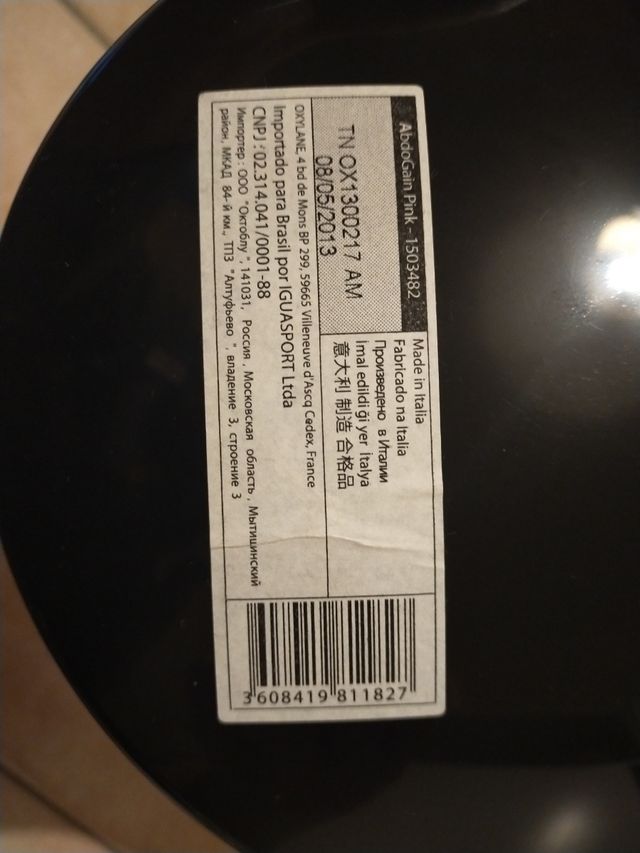 AbdoGain Pink - 1503482
TN OX1300217 AM
08/05/2013
Made in Italia
Fabricado na Italia
Произведено в Италии
Imal edildiği yer İtalya
意大利 制造 合格品
OXYLANE, 4 bd de Mons BP 299, 59665 Villeneuve d'Ascq Cedex, France
Importado para Brasil por IGUASPORT Ltda
CNPJ : 02.314.041/0001-88
Импортер : ООО "Октоблу", 141031, Россия, Московская область, Мытищинский
район, МКАД 84-й км., ТПЗ "Алтуфьево", владение 3, строение 3
3 608419 811827